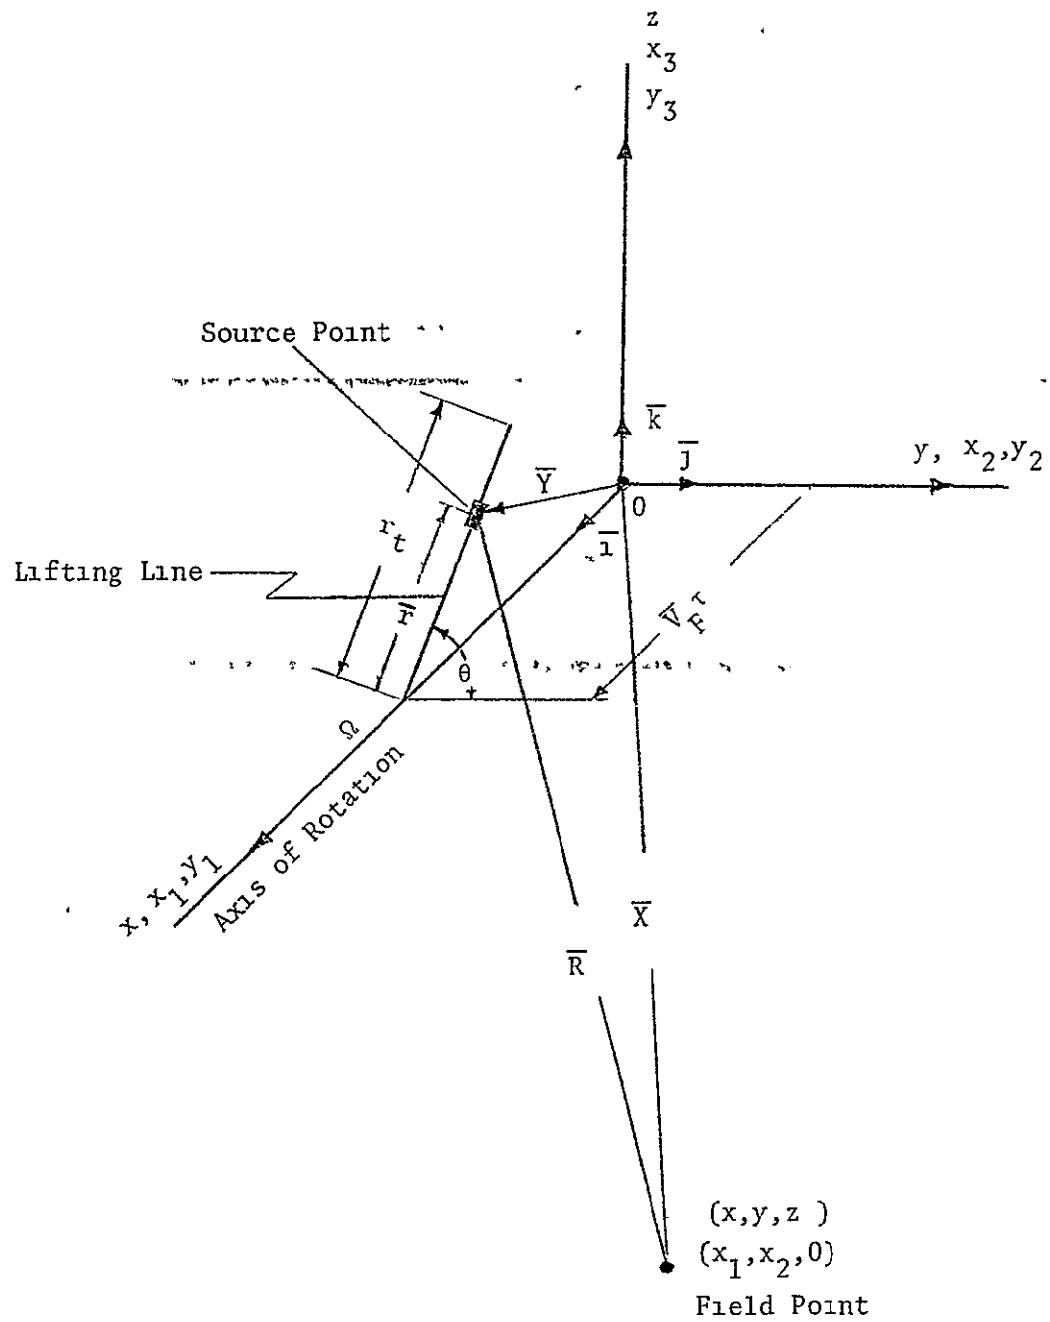 z
x₃
y₃
Source Point
k̅
J̅
y, x₂,y₂
Y̅
O
ı̅
r_t
Lifting Line
r̅
V̅_F τ
θ
Ω
Axis of Rotation
x, x₁,y₁
X̅
R̅
(x,y,z )
(x₁,x₂,0)
Field Point